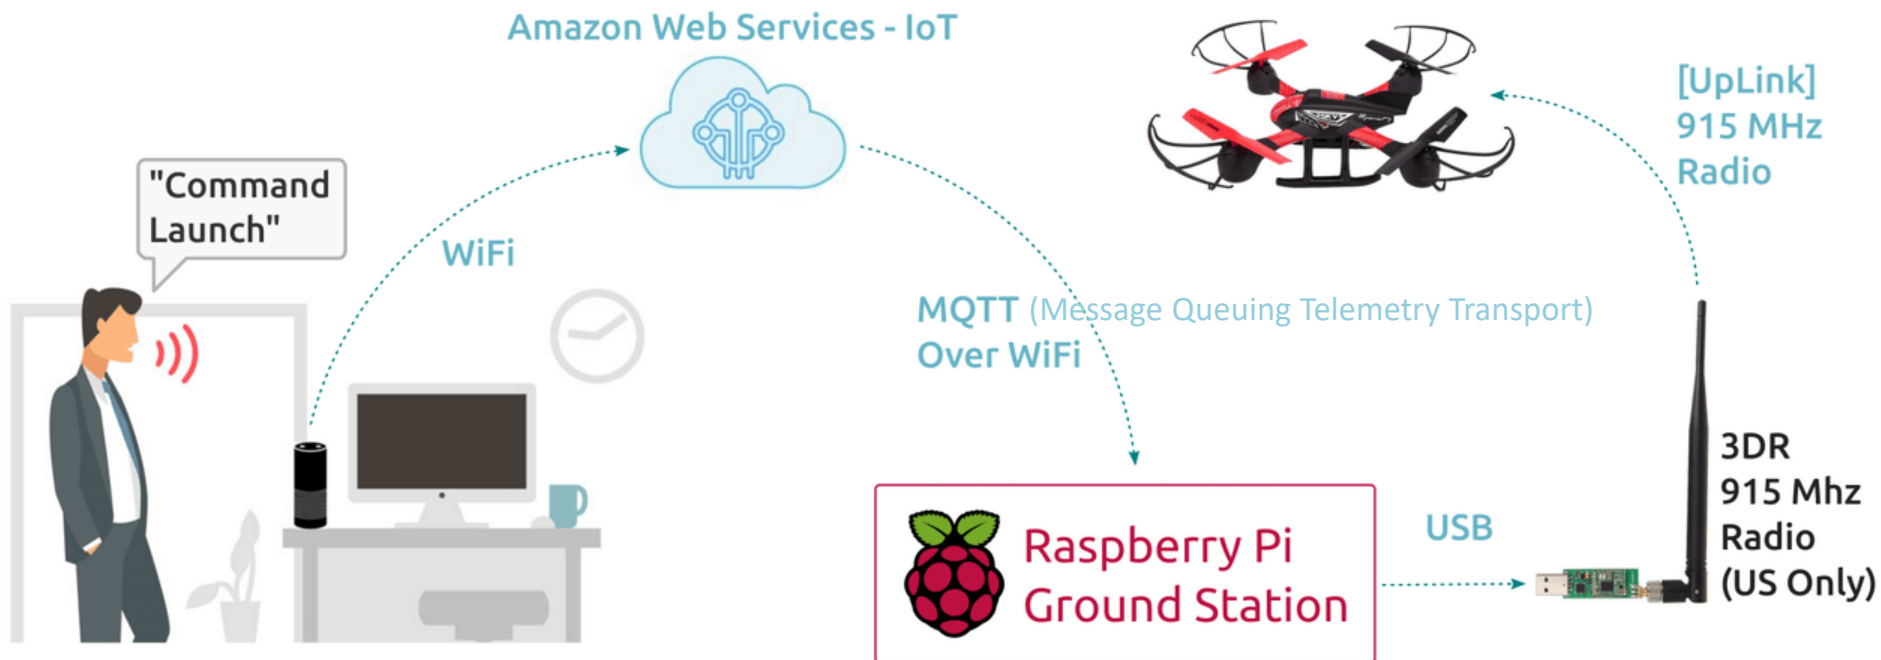 Amazon Web Services - IoT
"Command
Launch"
WiFi
MQTT (Message Queuing Telemetry Transport)
Over WiFi
[UpLink]
915 MHz
Radio
Raspberry Pi
Ground Station
USB
3DR
915 Mhz
Radio
(US Only)